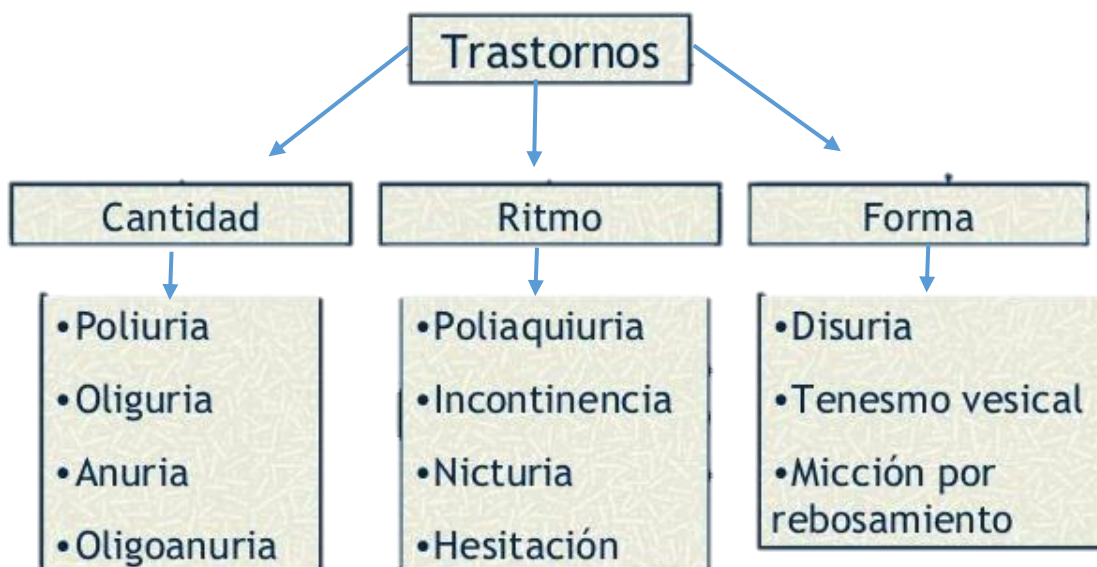 Trastornos
Cantidad
Ritmo
Forma
•Poliuria
•Oliguria
•Anuria
•Oligoanuria
•Poliaquiuria
•Incontinencia
•Nicturia
•Hesitación
•Disuria
•Tenesmo vesical
•Micción por
rebosamiento